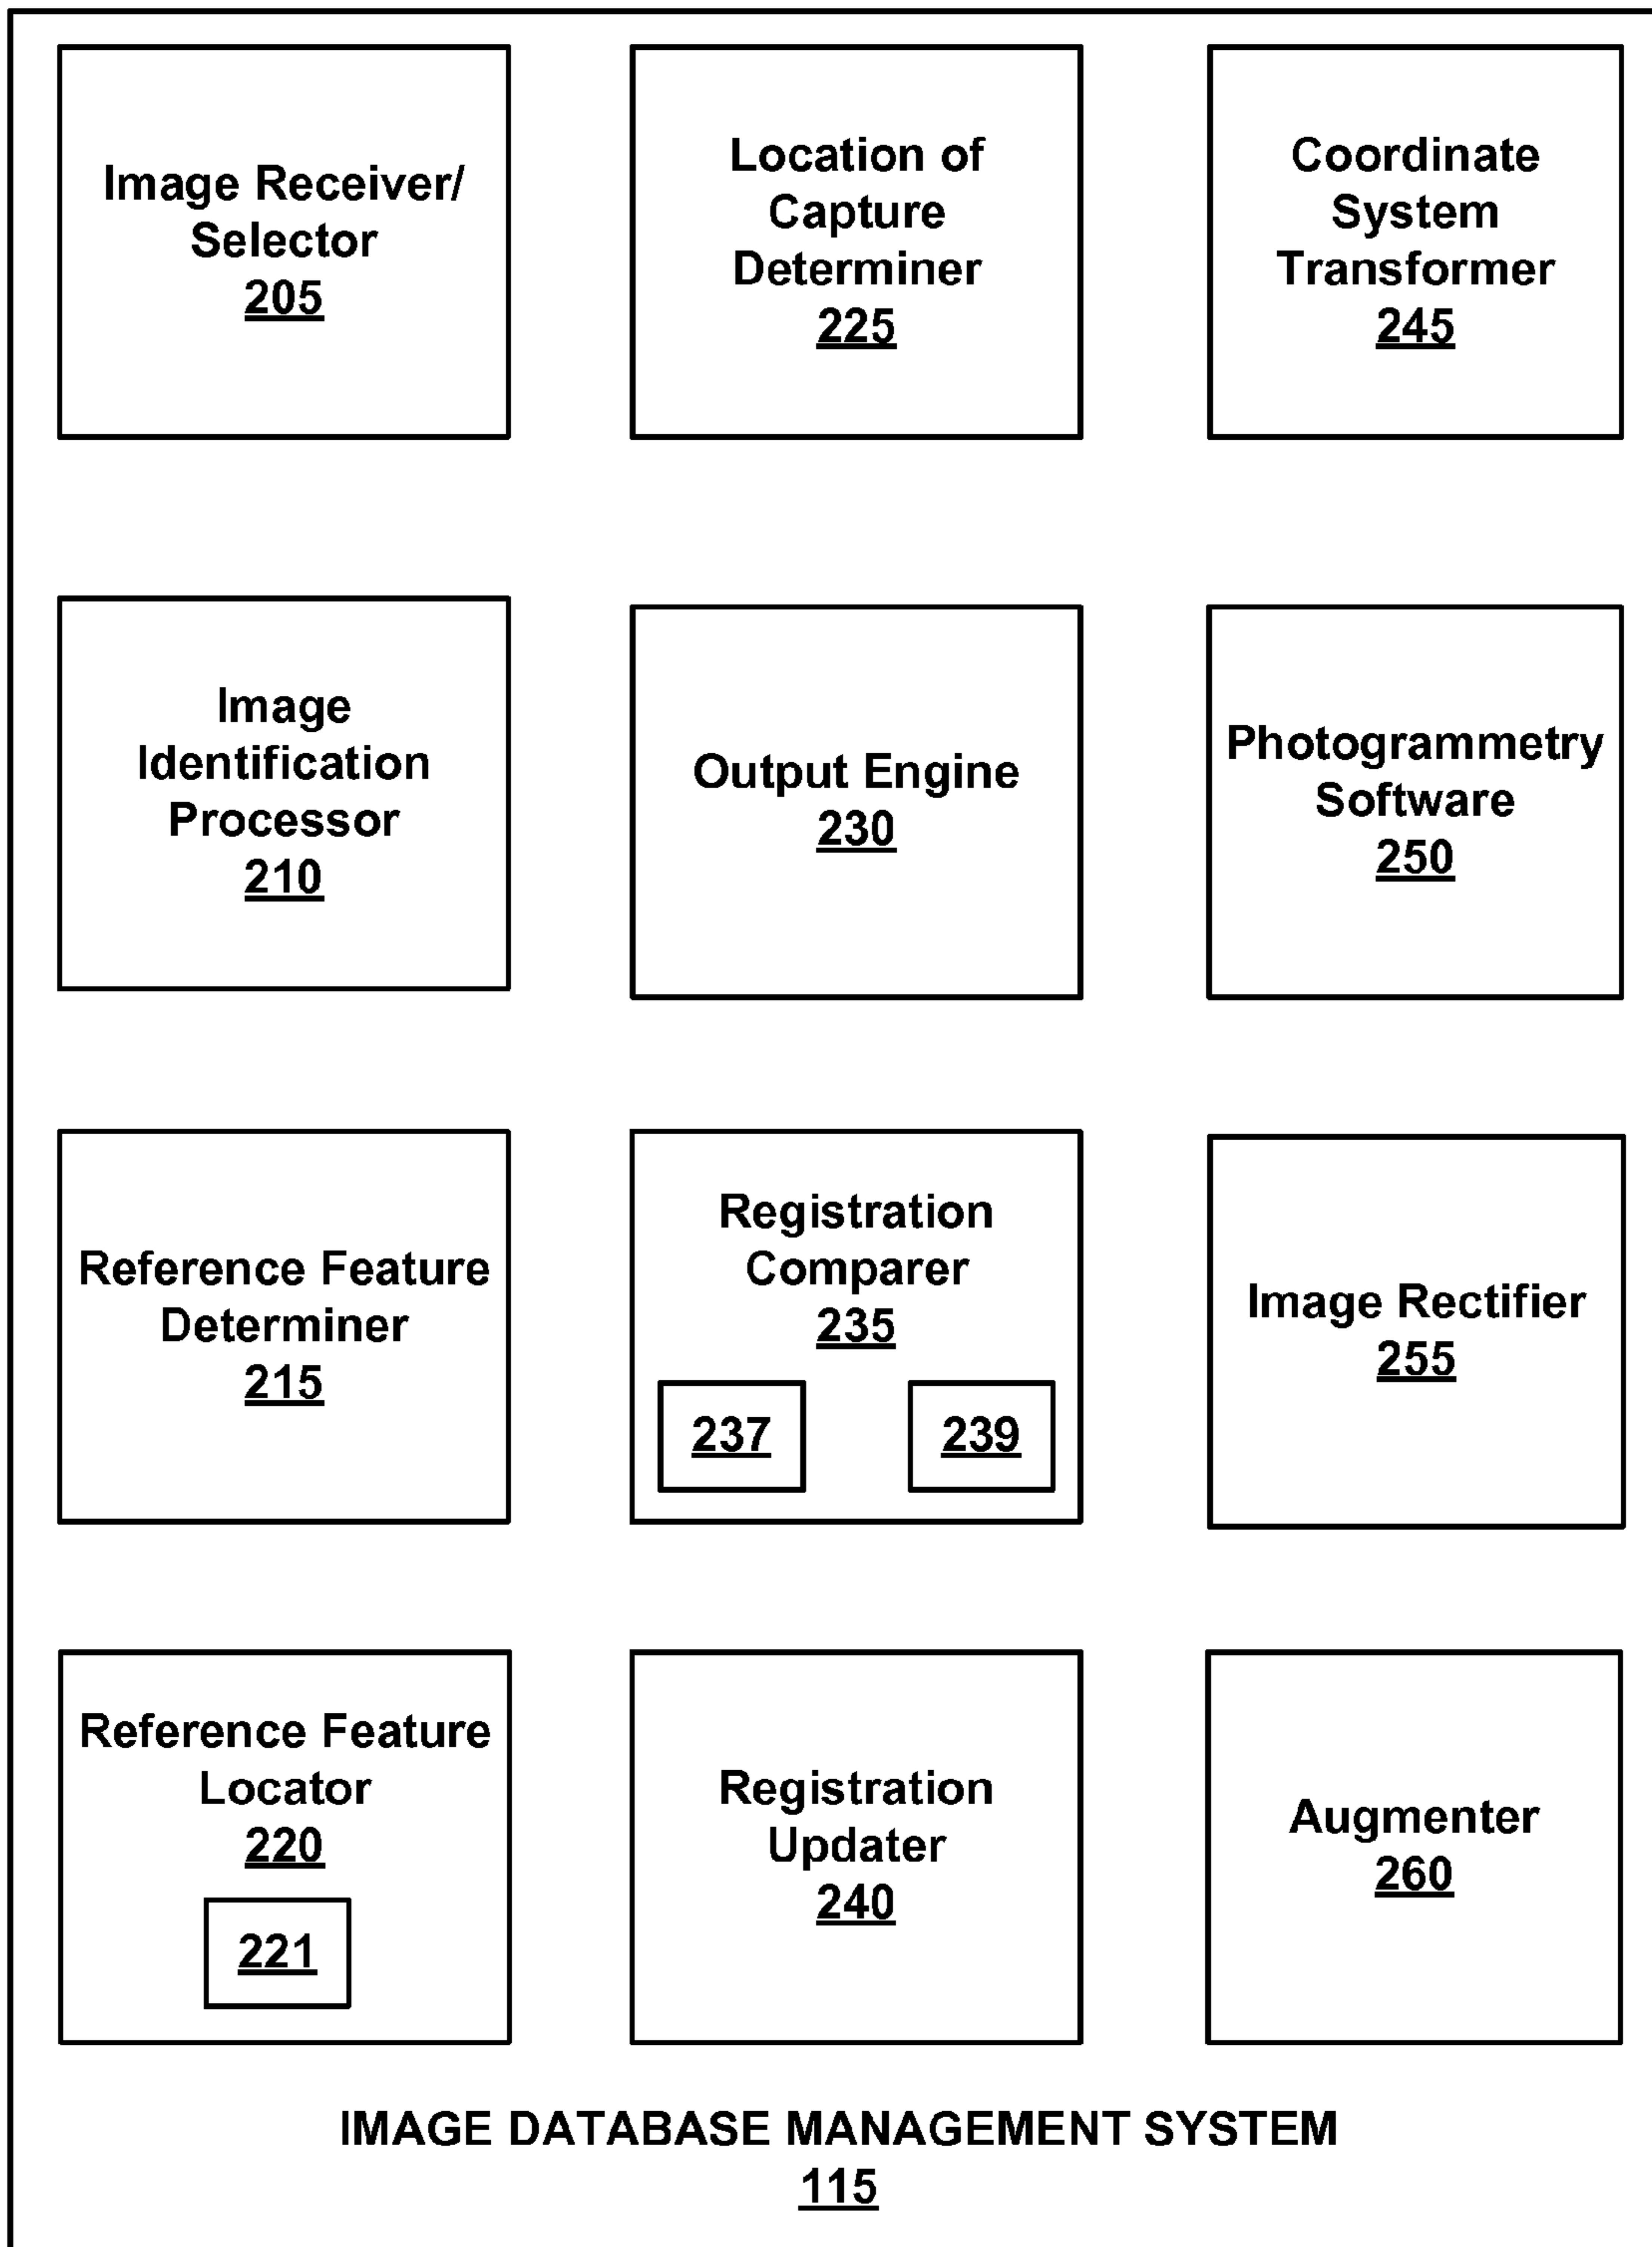 Image Receiver/
Selector
205
Location of
Capture
Determiner
225
Coordinate
System
Transformer
245
Image
Identification
Processor
210
Output Engine
230
Photogrammetry
Software
250
Reference Feature
Determiner
215
Registration
Comparer
235
237
239
Image Rectifier
255
Reference Feature
Locator
220
221
Registration
Updater
240
Augmenter
260
IMAGE DATABASE MANAGEMENT SYSTEM
115